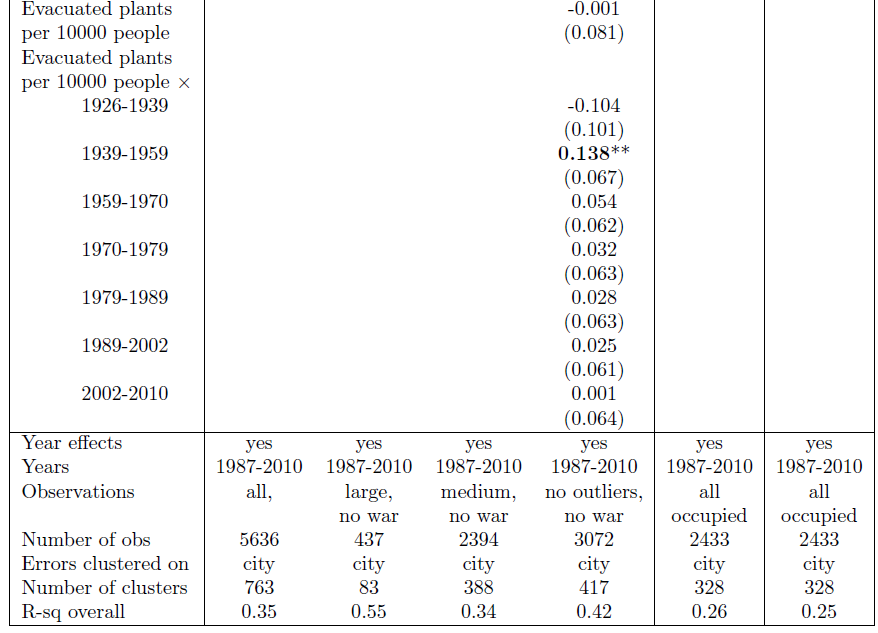 Evacuated plants -0.001
per 10000 people (0.081)
Evacuated plants
per 10000 people ×
1926-1939 -0.104
(0.101)
1939-1959 0.138**
(0.067)
1959-1970 0.054
(0.062)
1970-1979 0.032
(0.063)
1979-1989 0.028
(0.063)
1989-2002 0.025
(0.061)
2002-2010 0.001
(0.064)
Year effects yes yes yes yes yes yes
Years 1987-2010 1987-2010 1987-2010 1987-2010 1987-2010 1987-2010
Observations all, large, medium, no outliers, all all
no war no war no war occupied occupied
Number of obs 5636 437 2394 3072 2433 2433
Errors clustered on city city city city city city
Number of clusters 763 83 388 417 328 328
R-sq overall 0.35 0.55 0.34 0.42 0.26 0.25